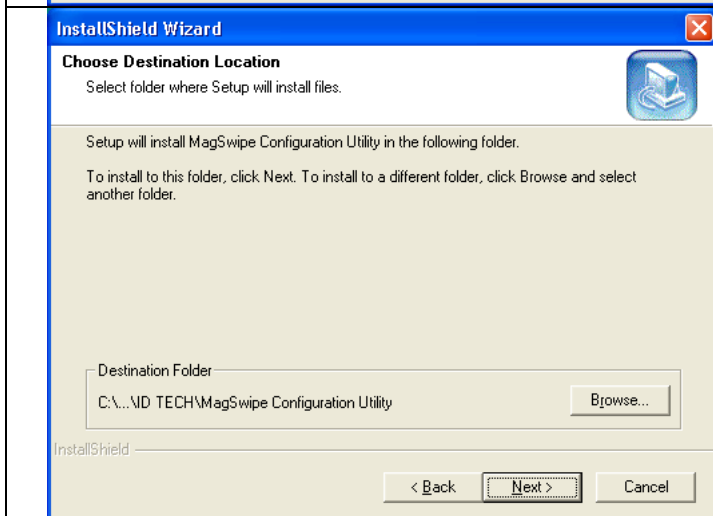 InstallShield Wizard
Choose Destination Location
Select folder where Setup will install files.
Setup will install MagSwipe Configuration Utility in the following folder.
To install to this folder, click Next. To install to a different folder, click Browse and select
another folder.
Destination Folder
C:\...\ID TECH\MagSwipe Configuration Utility
Browse...
InstallShield
< Back
Next >
Cancel